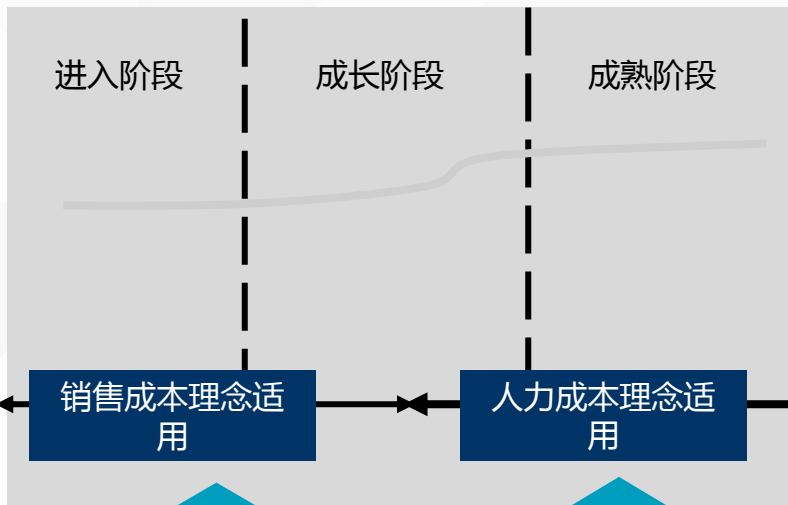 进入阶段
成长阶段
成熟阶段
销售成本理念适
用
人力成本理念适
用